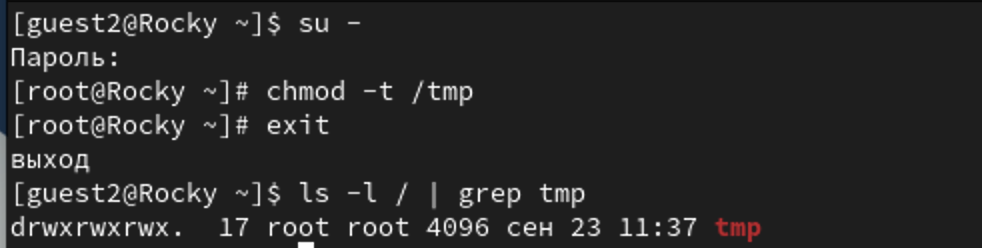 [guest2@Rocky ~]$ su -
Пароль:
[root@Rocky ~]# chmod -t /tmp
[root@Rocky ~]# exit
выход
[guest2@Rocky ~]$ ls -l / | grep tmp
drwxrwxrwx.  17 root root 4096 сен 23 11:37 tmp